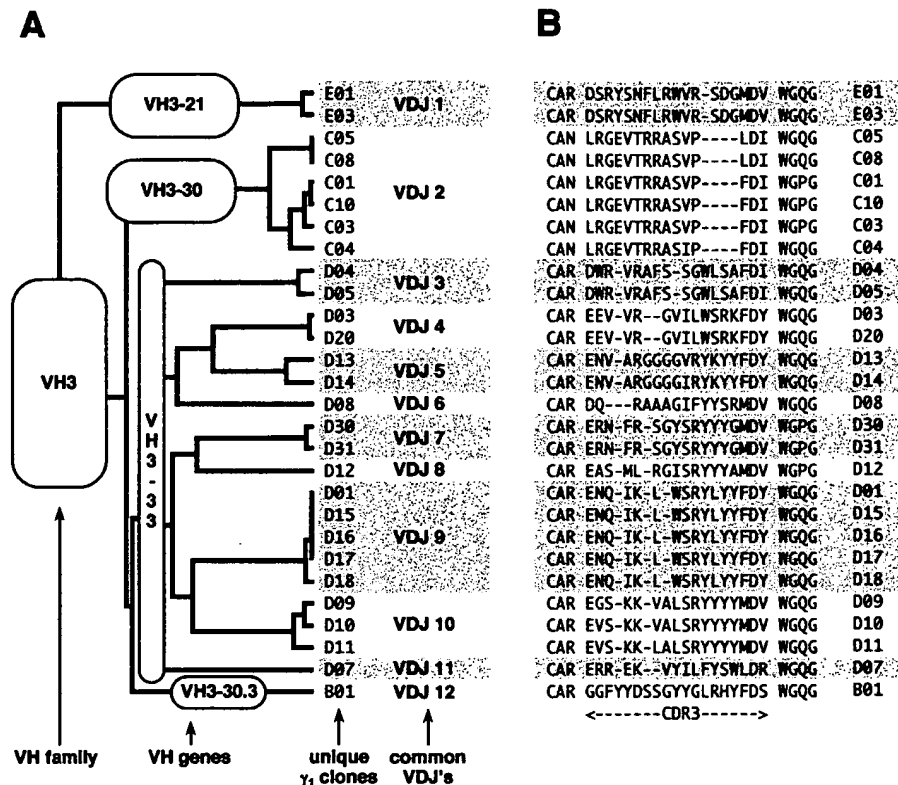 A
B
VH3
VH3-21
VH3-30
VH3-33
VH3-30.3
E01
E03
VDJ 1
C05
C08
C01
C10
C03
C04
VDJ 2
D04
D05
VDJ 3
D03
D20
VDJ 4
D13
D14
VDJ 5
D08
VDJ 6
D30
D31
VDJ 7
D12
VDJ 8
D01
D15
D16
D17
D18
VDJ 9
D09
D10
D11
VDJ 10
D07
VDJ 11
B01
VDJ 12
VH family
VH genes
unique
γ1 clones
common
VDJ's
CAR DSRYSNFLRWVR-SDGMDV WGQG E01
CAR DSRYSNFLRWVR-SDGMDV WGQG E03
CAN LRGEVTRRASVP----LDI WGQG C05
CAN LRGEVTRRASVP----LDI WGQG C08
CAN LRGEVTRRASVP----FDI WGPG C01
CAN LRGEVTRRASVP----FDI WGPG C10
CAN LRGEVTRRASVP----FDI WGQG C03
CAN LRGEVTRRASIP----FDI WGQG C04
CAR DWR-VRAFS-SGWLSAFDI WGQG D04
CAR DWR-VRAFS-SGWLSAFDI WGQG D05
CAR EEV-VR--GVILWSRKFDY WGQG D03
CAR EEV-VR--GVILWSRKFDY WGQG D20
CAR ENV-ARGGGGVRYKYYFDY WGQG D13
CAR ENV-ARGGGGIRYKYYFDY WGQG D14
CAR DQ---RAAAGIFYYSRMDV WGQG D08
CAR ERN-FR-SGYSRYYYGMDV WGPG D30
CAR ERN-FR-SGYSRYYYGMDV WGPG D31
CAR EAS-ML-RGISRYYYAMDV WGPG D12
CAR ENQ-IK-L-WSRYLYYFDY WGQG D01
CAR ENQ-IK-L-WSRYLYYFDY WGQG D15
CAR ENQ-IK-L-WSRYLYYFDY WGQG D16
CAR ENQ-IK-L-WSRYLYYFDY WGQG D17
CAR ENQ-IK-L-WSRYLYYFDY WGQG D18
CAR EGS-KK-VALSRYYYYMDV WGQG D09
CAR EVS-KK-VALSRYYYYMDV WGQG D10
CAR EVS-KK-LALSRYYYYMDV WGQG D11
CAR ERR-EK--VYILFYSWLDR WGQG D07
CAR GGFYYDSSGYYGLRHYFDS WGQG B01
<------CDR3------>